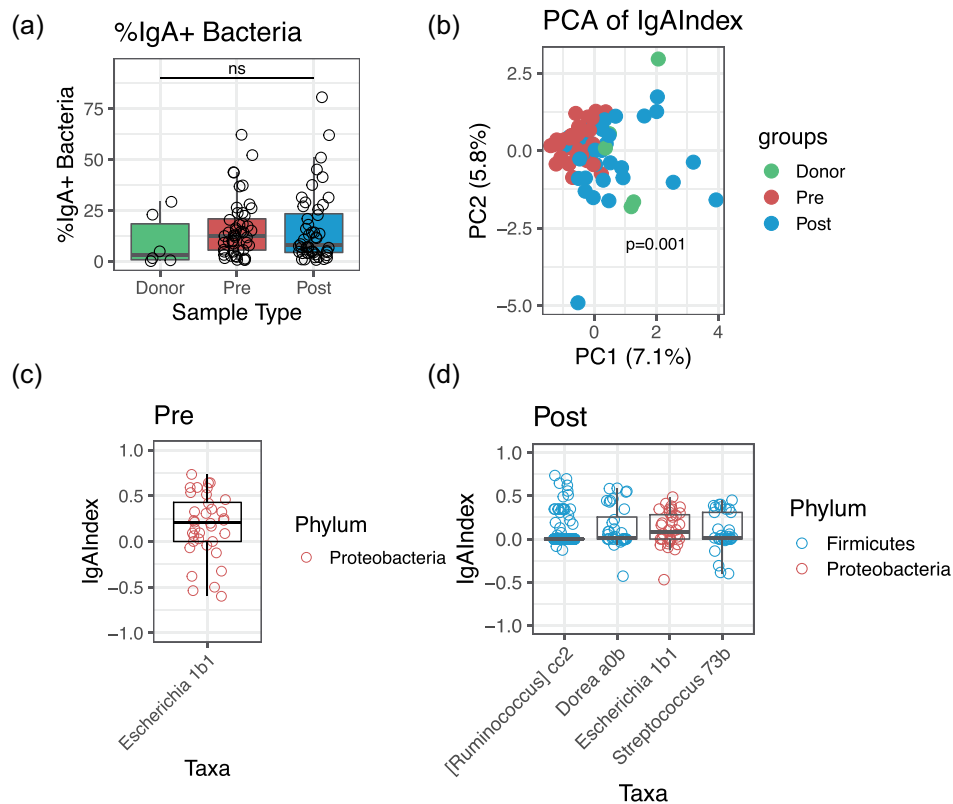 (a)
%IgA+ Bacteria
ns
75
50
25
0
%IgA+ Bacteria
Donor Pre Post
Sample Type
(b)
PCA of IgAIndex
2.5
0.0
−2.5
−5.0
PC2 (5.8%)
p=0.001
0 2 4
PC1 (7.1%)
groups
Donor
Pre
Post
(c)
Pre
1.0
0.5
0.0
−0.5
−1.0
IgAIndex
Escherichia 1b1
Taxa
Phylum
Proteobacteria
(d)
Post
1.0
0.5
0.0
−0.5
−1.0
IgAIndex
[Ruminococcus] cc2
Dorea a0b
Escherichia 1b1
Streptococcus 73b
Taxa
Phylum
Firmicutes
Proteobacteria